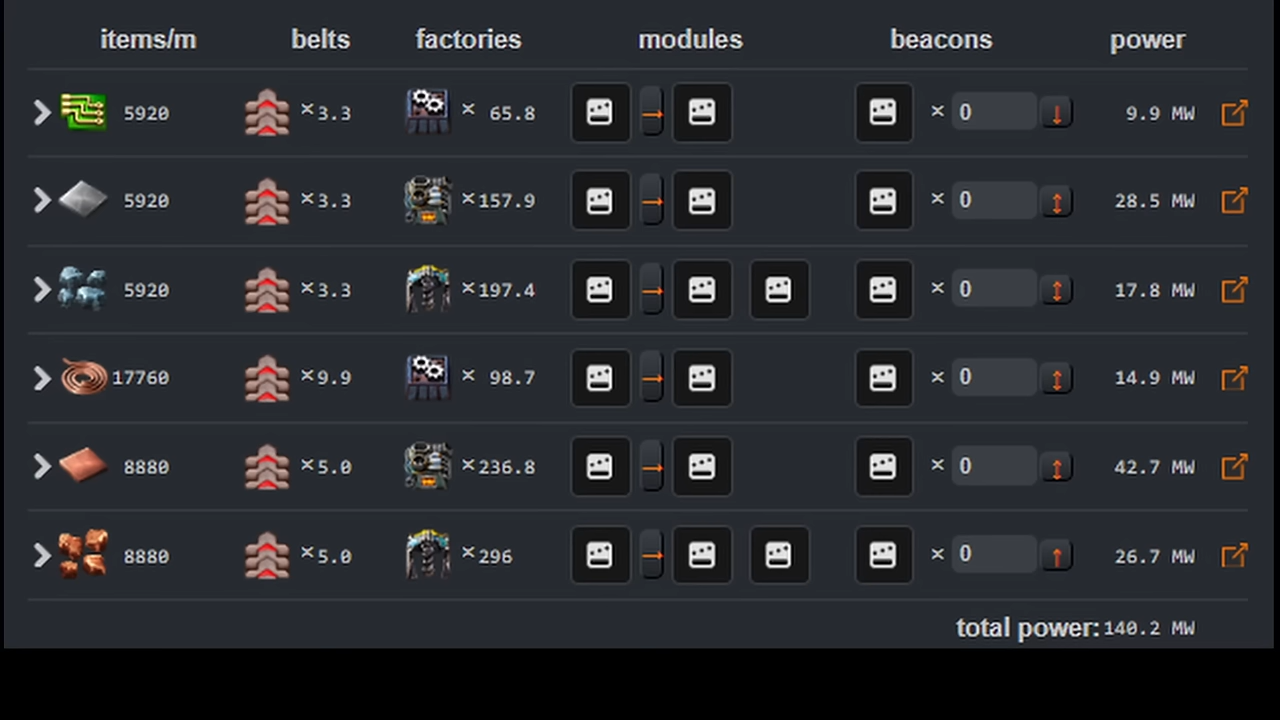 items/m belts factories modules beacons power
5920 ×3.3 × 65.8 × 0 9.9 MW
5920 ×3.3 ×157.9 × 0 28.5 MW
5920 ×3.3 ×197.4 × 0 17.8 MW
17760 ×9.9 × 98.7 × 0 14.9 MW
8880 ×5.0 ×236.8 × 0 42.7 MW
8880 ×5.0 ×296 × 0 26.7 MW
total power: 140.2 MW